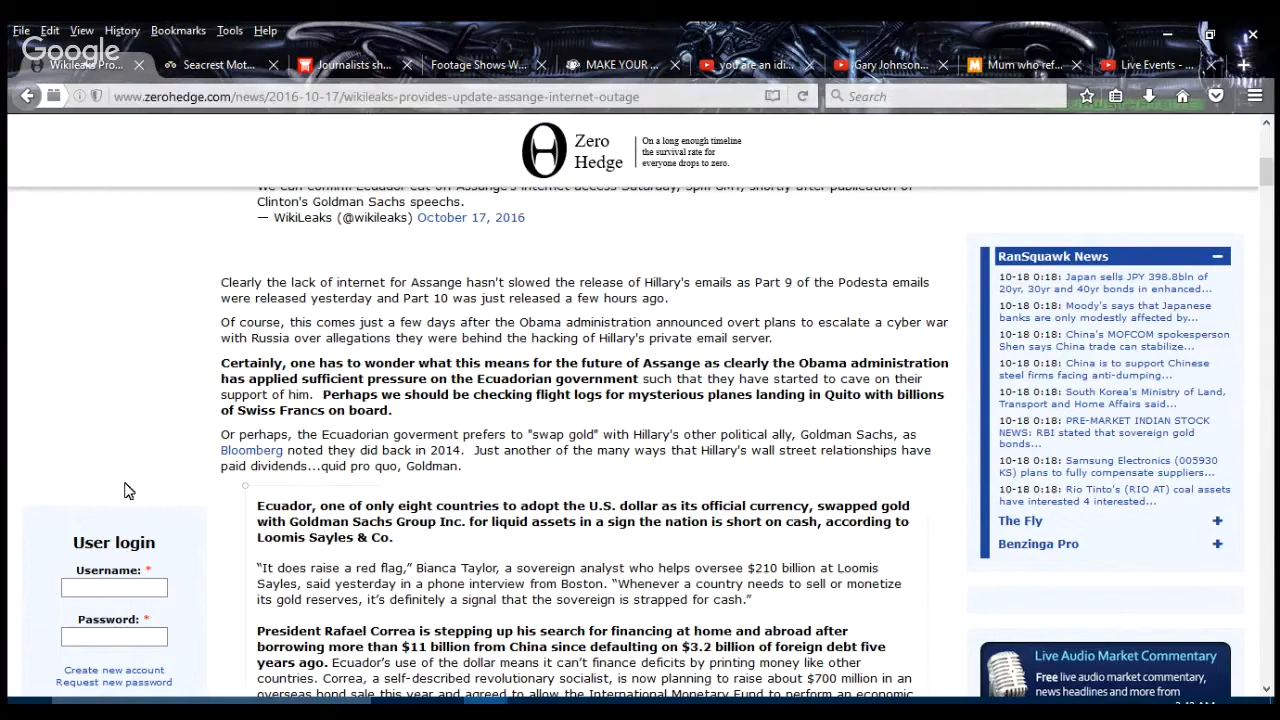 File Edit View History Bookmarks Tools Help
Google
Wikileaks Pro... Seacrest Mot... Journalists sh... Footage Shows W... MAKE YOUR ... you are an idi... Gary Johnson... Mum who ref... Live Events - ...
www.zerohedge.com/news/2016-10-17/wikileaks-provides-update-assange-internet-outage
Search
Zero
Hedge
On a long enough timeline
the survival rate for
everyone drops to zero.
We can confirm Ecuador cut off Assange's internet access Saturday, 5pm GMT, shortly after publication of
Clinton's Goldman Sachs speechs.
— WikiLeaks (@wikileaks) October 17, 2016
Clearly the lack of internet for Assange hasn't slowed the release of Hillary's emails as Part 9 of the Podesta emails
were released yesterday and Part 10 was just released a few hours ago.
Of course, this comes just a few days after the Obama administration announced overt plans to escalate a cyber war
with Russia over allegations they were behind the hacking of Hillary's private email server.
Certainly, one has to wonder what this means for the future of Assange as clearly the Obama administration
has applied sufficient pressure on the Ecuadorian government such that they have started to cave on their
support of him.  Perhaps we should be checking flight logs for mysterious planes landing in Quito with billions
of Swiss Francs on board.
Or perhaps, the Ecuadorian goverment prefers to "swap gold" with Hillary's other political ally, Goldman Sachs, as
Bloomberg noted they did back in 2014.  Just another of the many ways that Hillary's wall street relationships have
paid dividends...quid pro quo, Goldman.
Ecuador, one of only eight countries to adopt the U.S. dollar as its official currency, swapped gold
with Goldman Sachs Group Inc. for liquid assets in a sign the nation is short on cash, according to
Loomis Sayles & Co.
“It does raise a red flag,” Bianca Taylor, a sovereign analyst who helps oversee $210 billion at Loomis
Sayles, said yesterday in a phone interview from Boston. “Whenever a country needs to sell or monetize
its gold reserves, it’s definitely a signal that the sovereign is strapped for cash.”
President Rafael Correa is stepping up his search for financing at home and abroad after
borrowing more than $11 billion from China since defaulting on $3.2 billion of foreign debt five
years ago. Ecuador’s use of the dollar means it can’t finance deficits by printing money like other
countries. Correa, a self-described revolutionary socialist, is now planning to raise about $700 million in an
overseas bond sale this year and agreed to allow the International Monetary Fund to perform an economic
User login
Username: *
Password: *
Create new account
Request new password
RanSquawk News
10-18 0:18: Japan sells JPY 398.8bln of
20yr, 30yr and 40yr bonds in enhanced...
10-18 0:18: Moody's says that Japanese
banks are only modestly affected by...
10-18 0:18: China's MOFCOM spokesperson
Shen says China trade can stabilize...
10-18 0:18: China is to support Chinese
steel firms facing anti-dumping...
10-18 0:18: South Korea's Ministry of Land,
Transport and Home Affairs said...
10-18 0:18: PRE-MARKET INDIAN STOCK
NEWS: RBI stated that sovereign gold
bonds...
10-18 0:18: Samsung Electronics (005930
KS) plans to fully compensate suppliers...
10-18 0:18: Rio Tinto's (RIO AT) coal assets
have interested 4 interested...
The Fly
Benzinga Pro
Live Audio Market Commentary
Free live audio market commentary,
news headlines and more from